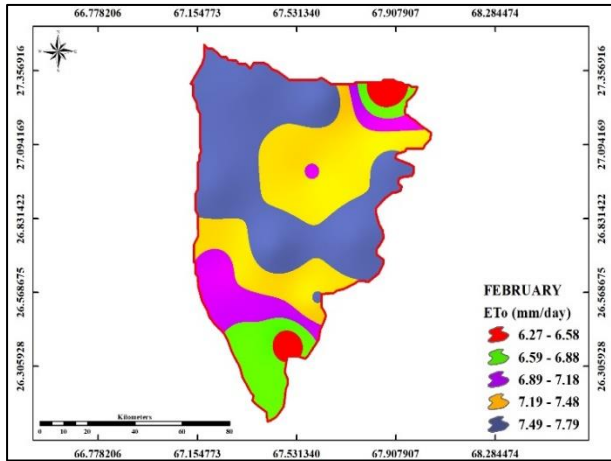 66.778206 67.154773 67.531340 67.907907 68.284474
27.356916 27.356916
27.094169 27.094169
26.831422 26.831422
26.568675 26.568675
26.305928 26.305928
FEBRUARY
ETo (mm/day)
6.27 - 6.58
6.59 - 6.88
6.89 - 7.18
7.19 - 7.48
7.49 - 7.79
Kilometers
0 5 10 20 40 60 80
66.778206 67.154773 67.531340 67.907907 68.284474